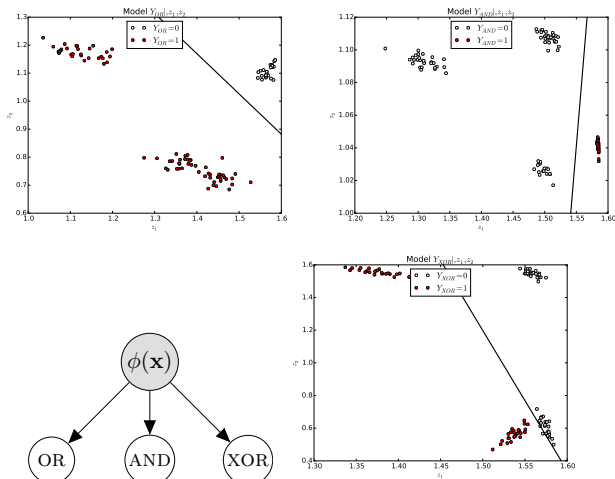 Model Y_{OR}|,z_1,z_2
Y_{OR}=0
Y_{OR}=1
1.3
1.2
1.1
1.0
0.9
0.8
0.7
0.6
z_2
1.0 1.1 1.2 1.3 1.4 1.5 1.6
z_1
Model Y_{AND}|,z_1,z_2
Y_{AND}=0
Y_{AND}=1
1.12
1.10
1.08
1.06
1.04
1.02
1.00
z_2
1.20 1.25 1.30 1.35 1.40 1.45 1.50 1.55 1.60
z_1
Model Y_{XOR}|,z_1,z_2
Y_{XOR}=0
Y_{XOR}=1
1.6
1.4
1.2
1.0
0.8
0.6
0.4
z_2
1.30 1.35 1.40 1.45 1.50 1.55 1.60
z_1
ϕ(x)
OR AND XOR